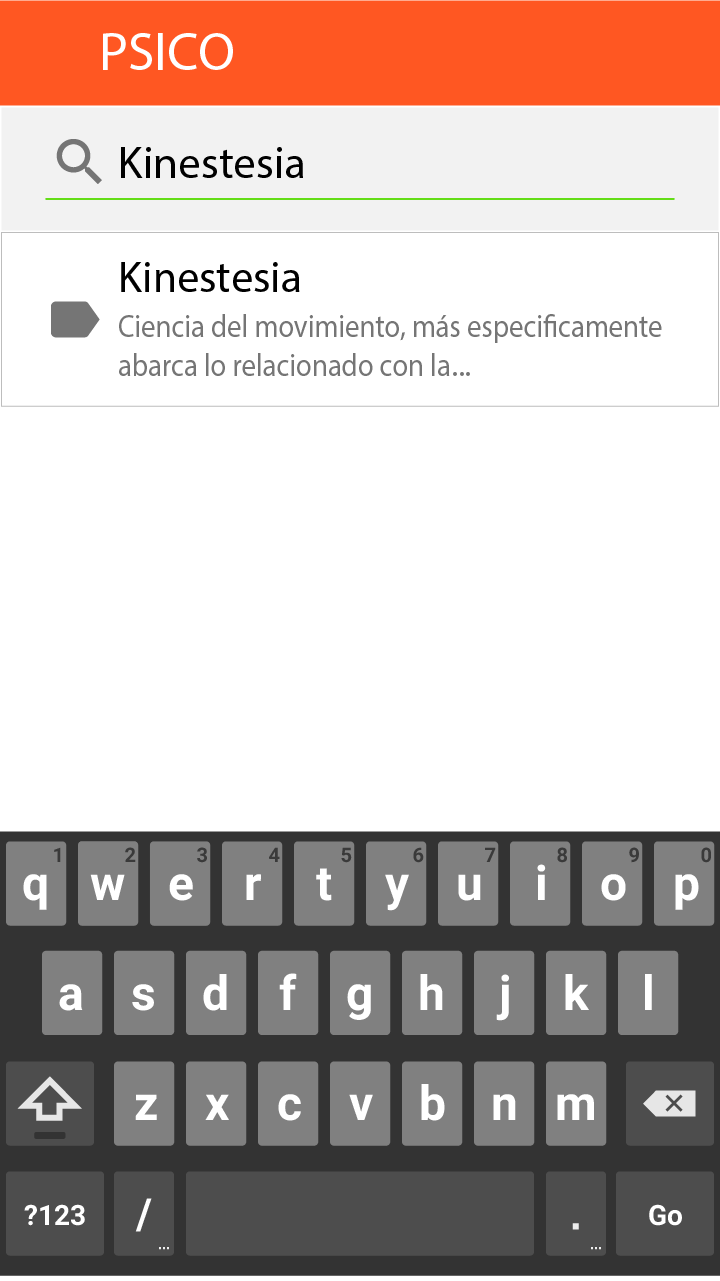 PSICO
Kinestesia
Kinestesia
Ciencia del movimiento, más especificamente
abarca lo relacionado con la...
1 2 3 4 5 6 7 8 9 0
q w e r t y u i o p
a s d f g h j k l
z x c v b n m
?123 / ... . ... Go